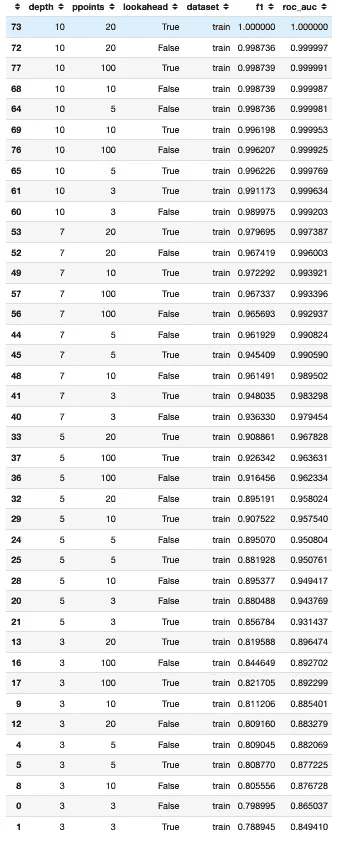 depth ppoints lookahead dataset f1 roc_auc
73 10 20 True train 1.000000 1.000000
72 10 20 False train 0.998736 0.999997
77 10 100 True train 0.998739 0.999991
68 10 10 False train 0.998739 0.999987
64 10 5 False train 0.998736 0.999981
69 10 10 True train 0.996198 0.999953
76 10 100 False train 0.996207 0.999925
65 10 5 True train 0.996226 0.999769
61 10 3 True train 0.991173 0.999634
60 10 3 False train 0.989975 0.999203
53 7 20 True train 0.979695 0.997387
52 7 20 False train 0.967419 0.996003
49 7 10 True train 0.972292 0.993921
57 7 100 True train 0.967337 0.993396
56 7 100 False train 0.965693 0.992937
44 7 5 False train 0.961929 0.990824
45 7 5 True train 0.945409 0.990590
48 7 10 False train 0.961491 0.989502
41 7 3 True train 0.948035 0.983298
40 7 3 False train 0.936330 0.979454
33 5 20 True train 0.908861 0.967828
37 5 100 True train 0.926342 0.963631
36 5 100 False train 0.916456 0.962334
32 5 20 False train 0.895191 0.958024
29 5 10 True train 0.907522 0.957540
24 5 5 False train 0.895070 0.950804
25 5 5 True train 0.881928 0.950761
28 5 10 False train 0.895377 0.949417
20 5 3 False train 0.880488 0.943769
21 5 3 True train 0.856784 0.931437
13 3 20 True train 0.819588 0.896474
16 3 100 False train 0.844649 0.892702
17 3 100 True train 0.821705 0.892299
9 3 10 True train 0.811206 0.885401
12 3 20 False train 0.809160 0.883279
4 3 5 False train 0.809045 0.882069
5 3 5 True train 0.808770 0.877225
8 3 10 False train 0.805556 0.876728
0 3 3 False train 0.798995 0.865037
1 3 3 True train 0.788945 0.849410